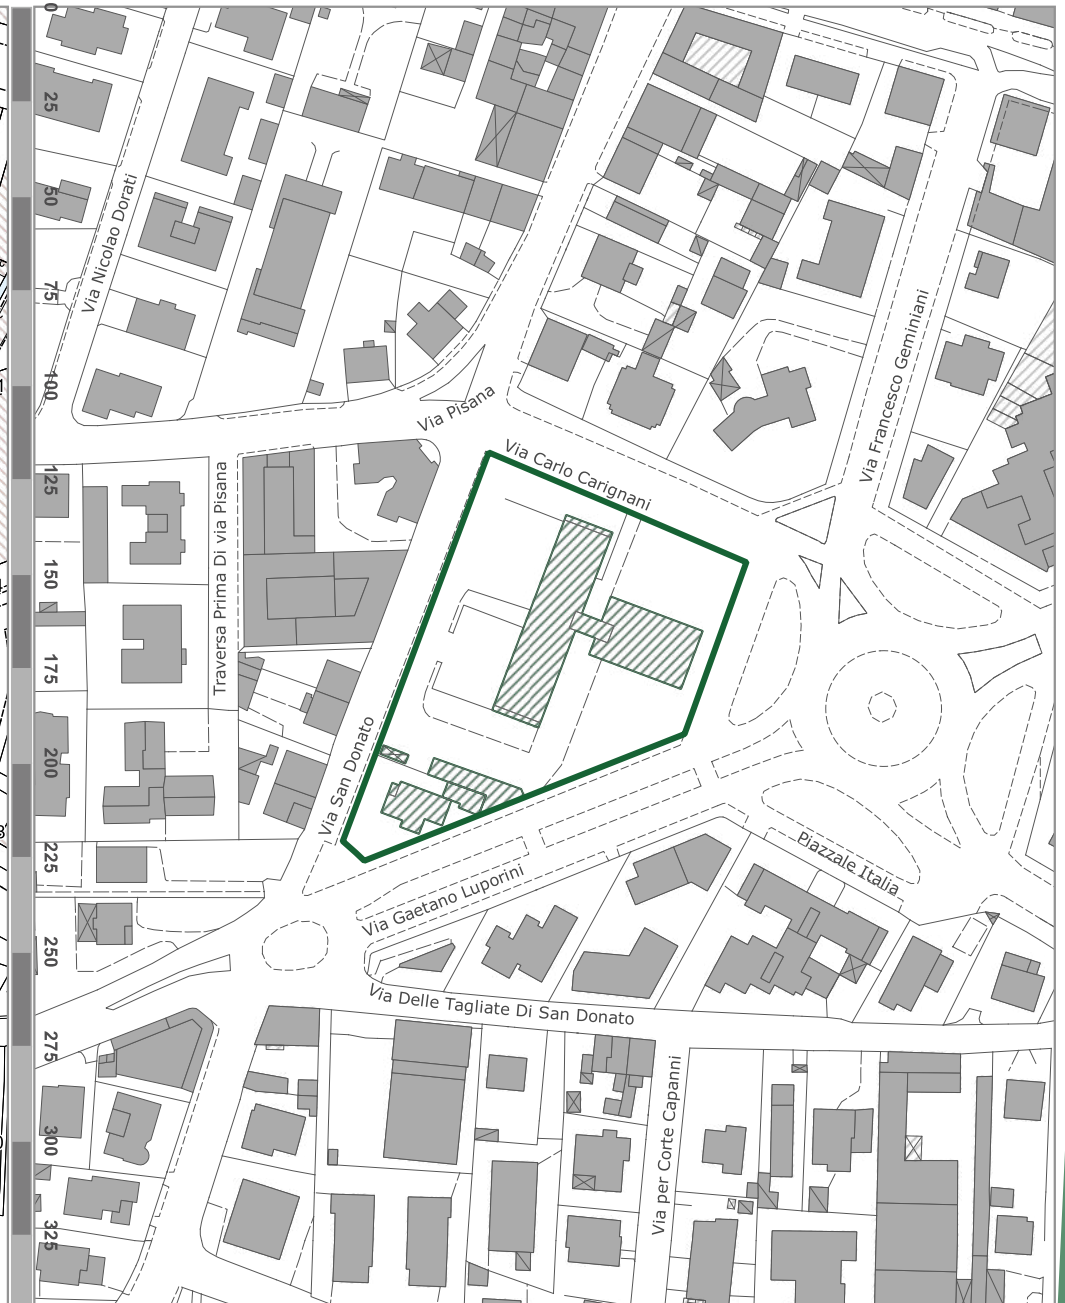 0
25
50
75
100
125
150
175
200
225
250
275
300
325
Via Nicolao Dorati
Via Francesco Geminiani
Via Pisana
Via Carlo Carignani
Traversa Prima Di via Pisana
Via San Donato
Piazzale Italia
Via Gaetano Luporini
Via Delle Tagliate Di San Donato
Via per Corte Capanni